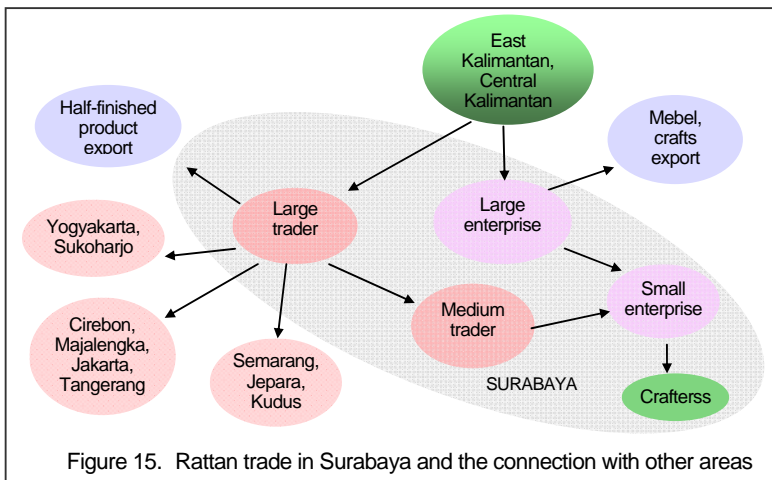 East
Kalimantan,
Central
Kalimantan
Half-finished
product
export
Mebel,
crafts
export
Large
trader
Large
enterprise
Yogyakarta,
Sukoharjo
Small
enterprise
Medium
trader
Cirebon,
Majalengka,
Jakarta,
Tangerang
Semarang,
Jepara,
Kudus
SURABAYA
Crafterss
Figure 15. Rattan trade in Surabaya and the connection with other areas